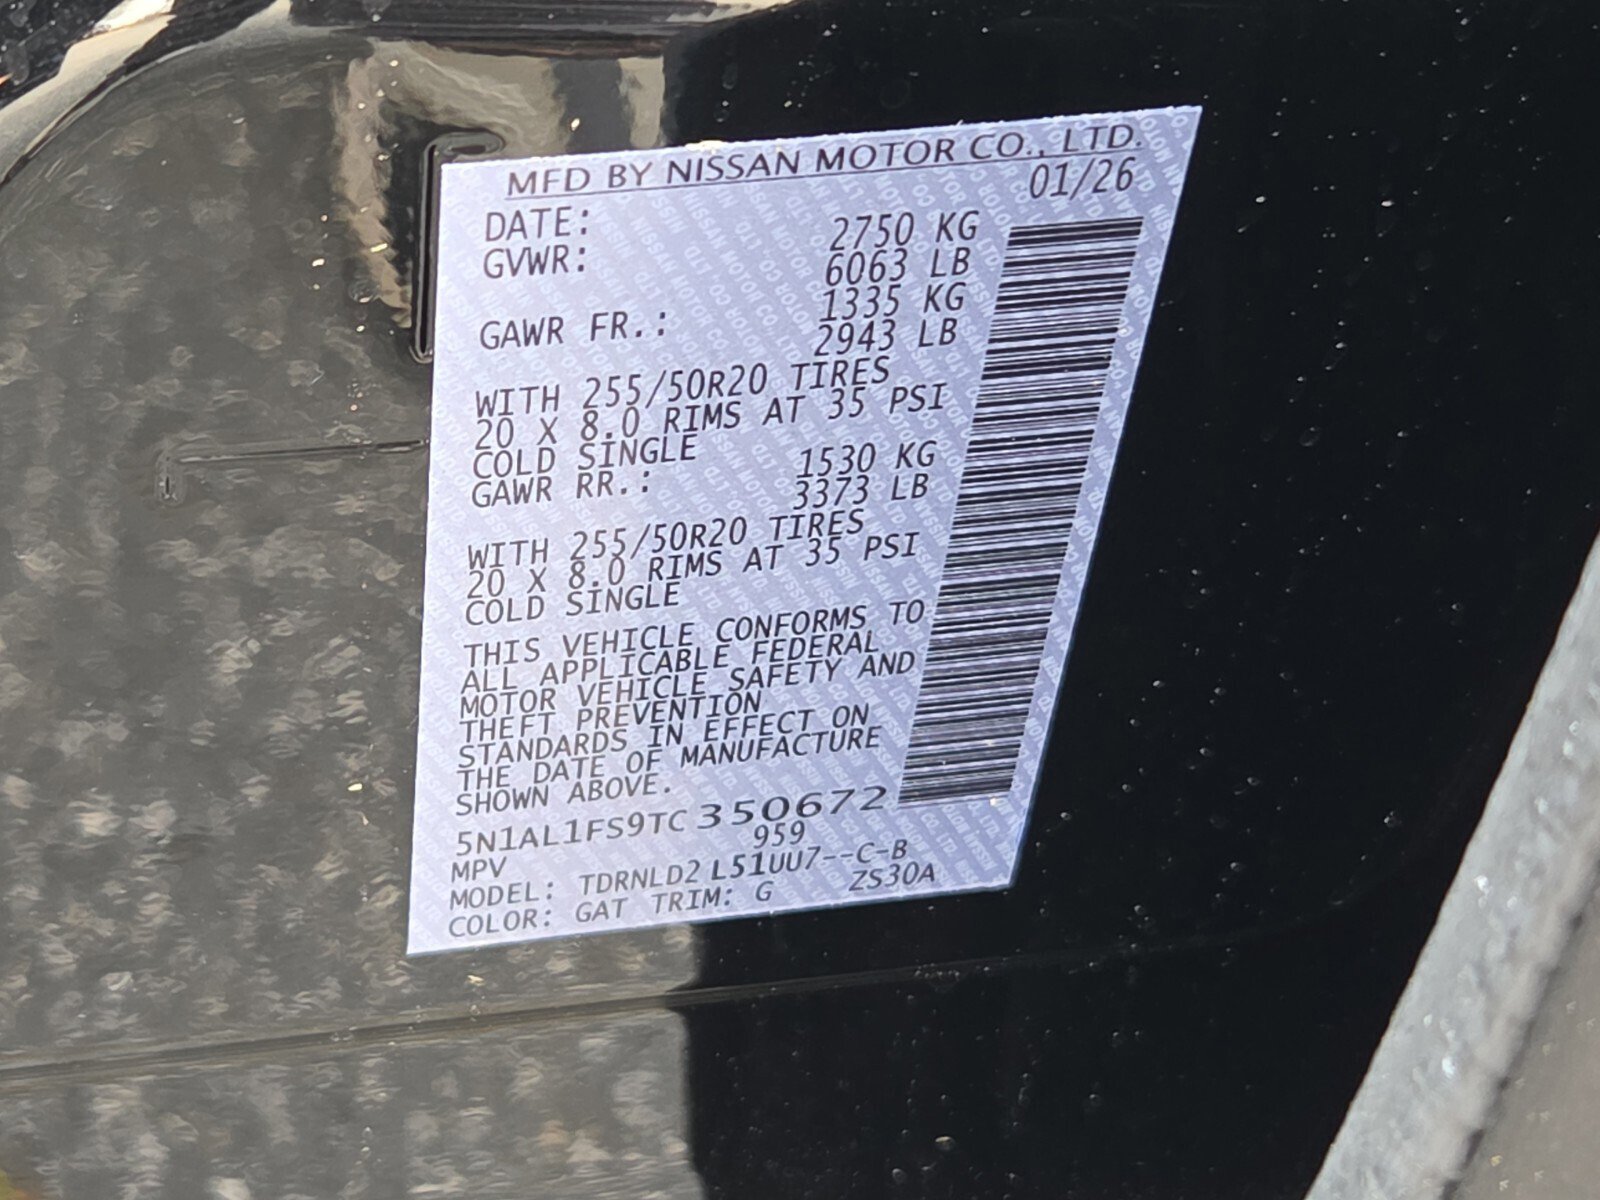 MFD BY NISSAN MOTOR CO., LTD.
DATE: 01/26
GVWR: 2750 KG
6063 LB
GAWR FR.: 1335 KG
2943 LB
WITH 255/50R20 TIRES
20 X 8.0 RIMS AT 35 PSI
COLD SINGLE
GAWR RR.: 1530 KG
3373 LB
WITH 255/50R20 TIRES
20 X 8.0 RIMS AT 35 PSI
COLD SINGLE
THIS VEHICLE CONFORMS TO
ALL APPLICABLE FEDERAL
MOTOR VEHICLE SAFETY AND
THEFT PREVENTION
STANDARDS IN EFFECT ON
THE DATE OF MANUFACTURE
SHOWN ABOVE.
5N1AL1FS9TC350672
MPV 959
MODEL: TDRNLD2 L51UU7--C-B
COLOR: GAT TRIM: G ZS30A